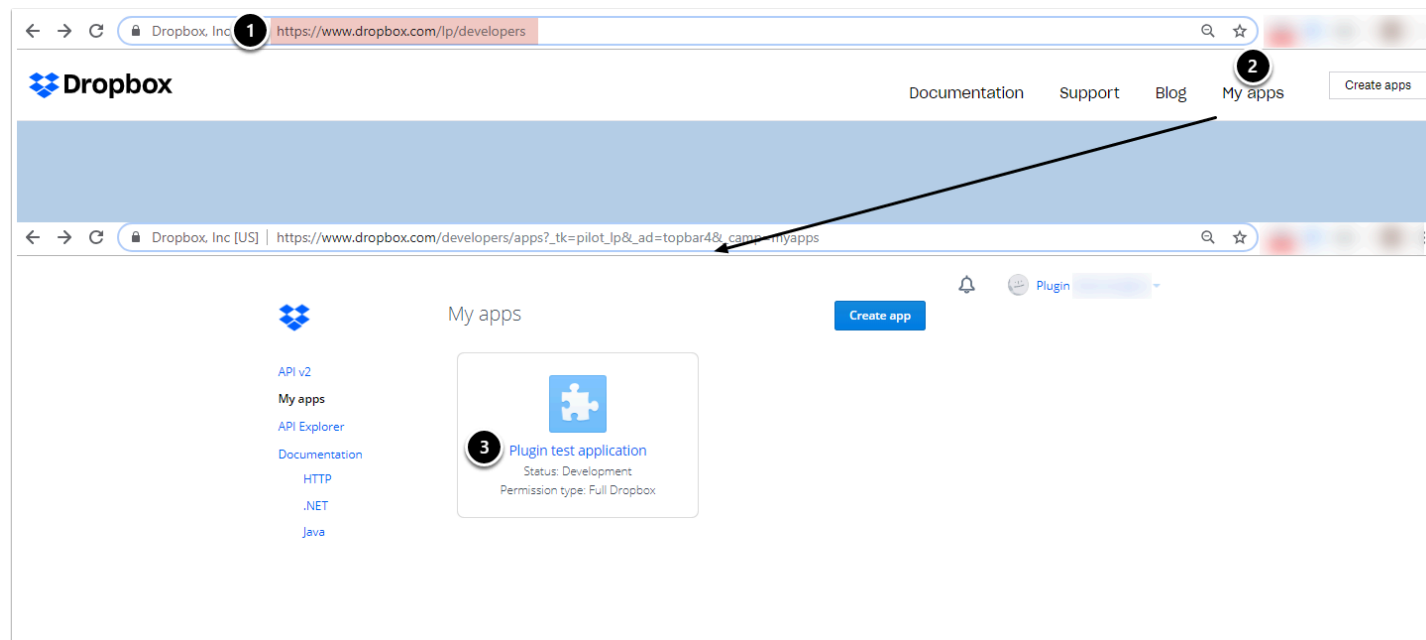 Dropbox, Inc 1 https://www.dropbox.com/lp/developers
2
Dropbox
Documentation Support Blog My apps Create apps
Dropbox, Inc [US] | https://www.dropbox.com/developers/apps?_tk=pilot_lp&_ad=topbar4&_camp=myapps
Plugin
My apps
Create app
API v2
My apps
API Explorer
Documentation
HTTP
.NET
Java
3 Plugin test application
Status: Development
Permission type: Full Dropbox